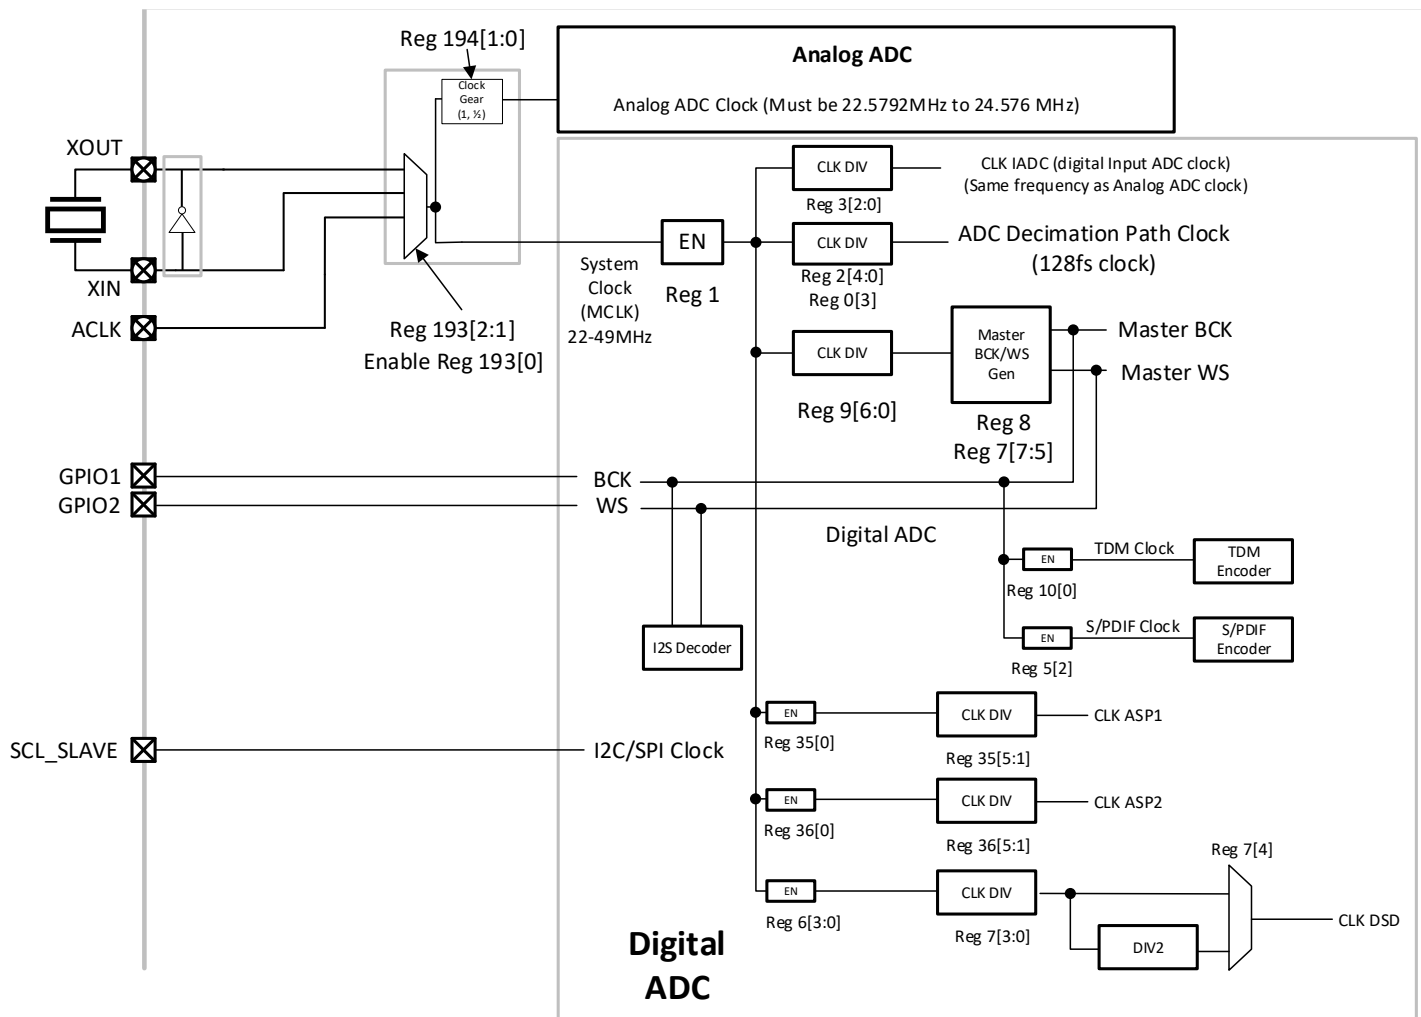 Reg 194[1:0]
Analog ADC
Clock
Gear
(1, ½)
Analog ADC Clock (Must be 22.5792MHz to 24.576 MHz)
XOUT
CLK DIV
CLK IADC (digital Input ADC clock)
(Same frequency as Analog ADC clock)
Reg 3[2:0]
EN
CLK DIV
ADC Decimation Path Clock
(128fs clock)
XIN
System
Clock
(MCLK)
22-49MHz
Reg 1
Reg 2[4:0]
Reg 0[3]
ACLK
Reg 193[2:1]
Enable Reg 193[0]
CLK DIV
Master
BCK/WS
Gen
Master BCK
Master WS
Reg 9[6:0]
Reg 8
Reg 7[7:5]
GPIO1
BCK
GPIO2
WS
Digital ADC
EN
TDM Clock
TDM
Encoder
Reg 10[0]
I2S Decoder
EN
S/PDIF Clock
S/PDIF
Encoder
Reg 5[2]
EN
CLK DIV
CLK ASP1
Reg 35[0]
Reg 35[5:1]
SCL_SLAVE
I2C/SPI Clock
EN
CLK DIV
CLK ASP2
Reg 36[0]
Reg 36[5:1]
Reg 7[4]
EN
CLK DIV
Reg 6[3:0]
Reg 7[3:0]
DIV2
CLK DSD
Digital
ADC